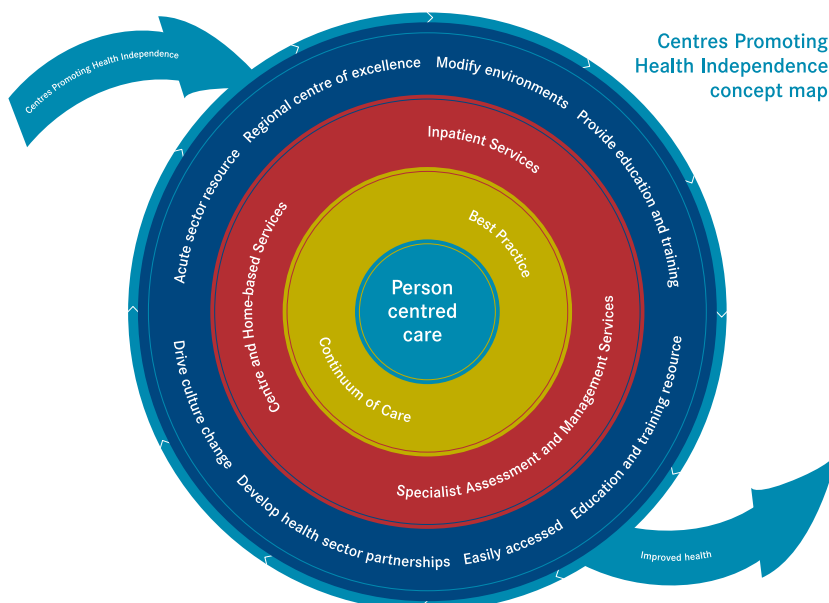 Centres Promoting
Health Independence
concept map
Centres Promoting Health Independence
Regional centre of excellence
Modify environments
Provide education and training
Education and training resource
Easily accessed
Develop health sector partnerships
Drive culture change
Acute sector resource
Inpatient Services
Specialist Assessment and Management Services
Centre and Home-based Services
Best Practice
Continuum of Care
Person
centred
care
Improved health